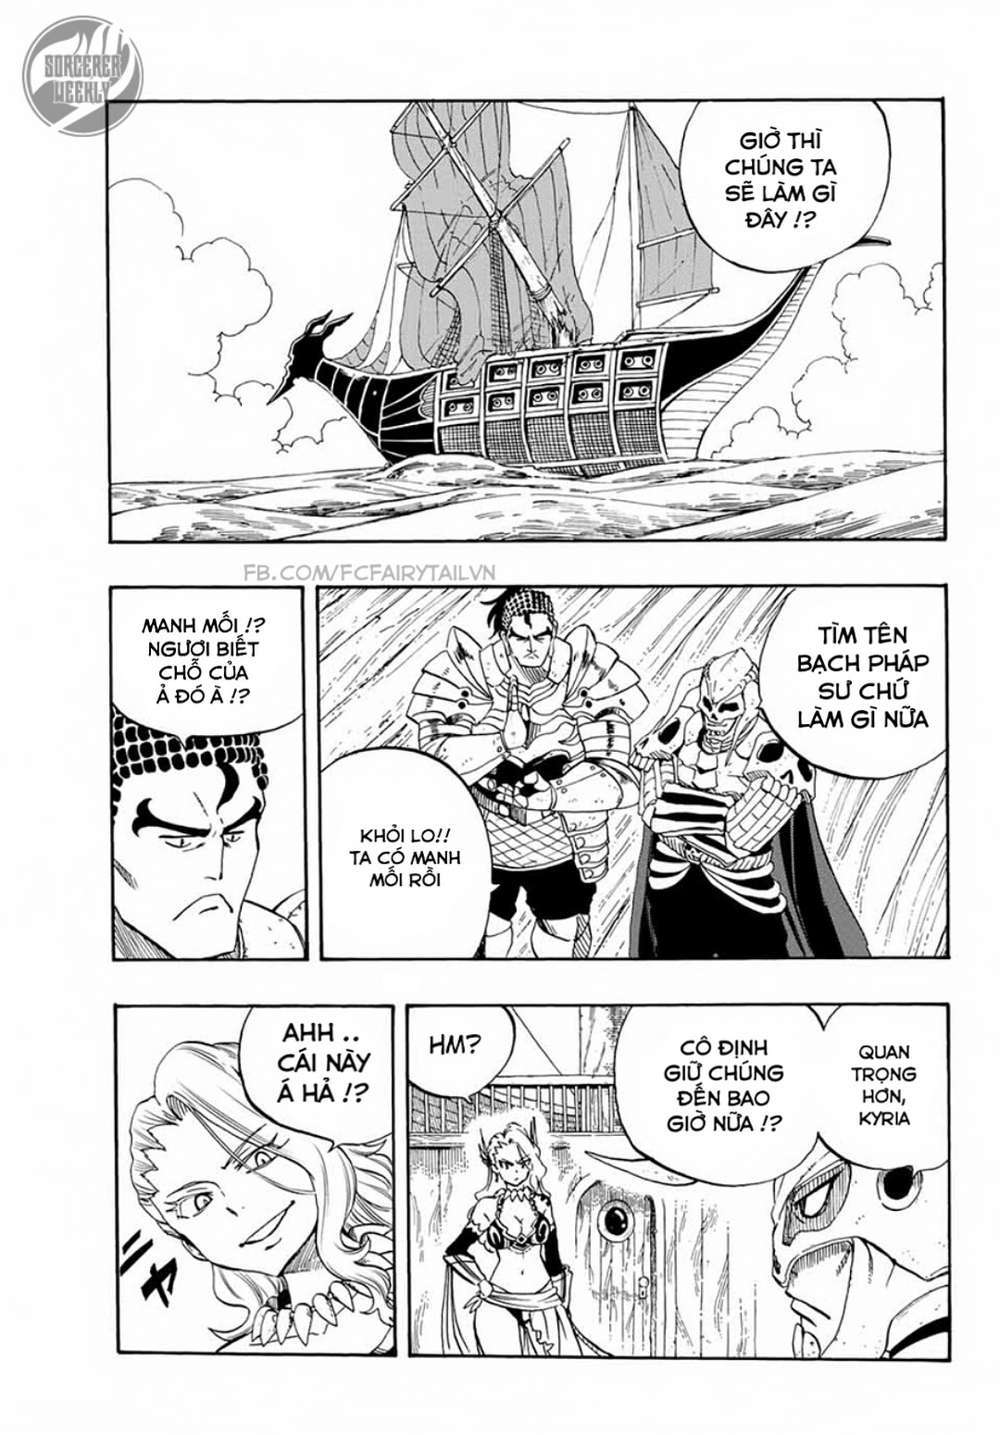 SORCERER
WEEKLY
GIỜ THÌ
CHÚNG TA
SẼ LÀM GÌ
ĐÂY !?
FB.COM/FCFAIRYTAILVN
TÌM TÊN
BẠCH PHÁP
SƯ CHỨ
LÀM GÌ NỮA
KHỎI LO!!
TA CÓ MANH
MỐI RỒI
MANH MỐI !?
NGƯƠI BIẾT
CHỖ CỦA
Ả ĐÓ À !?
QUAN
TRỌNG
HƠN,
KYRIA
CÔ ĐỊNH
GIỮ CHÚNG
ĐẾN BAO
GIỜ NỮA !?
HM?
AHH ..
CÁI NÀY
Á HẢ !?
ニヤ